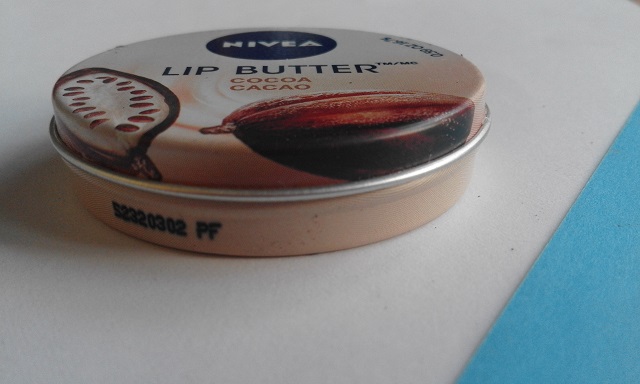 NIVEA
LIP BUTTER™/MC
COCOA
CACAO
52320302 PF